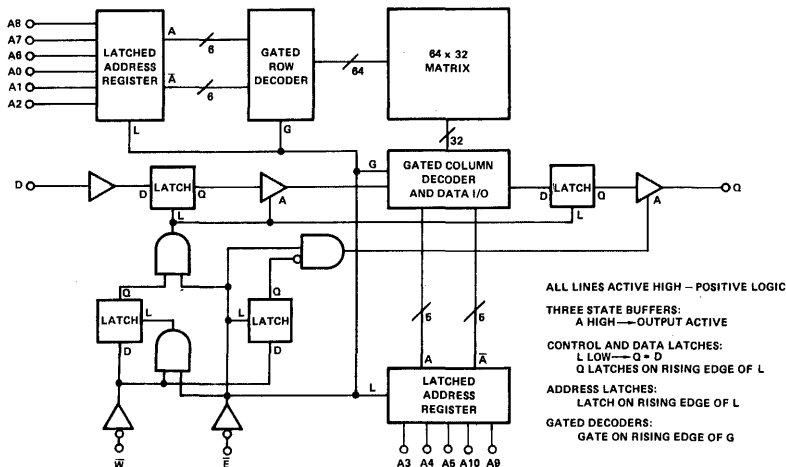 A8
A7
A6
A0
A1
A2
LATCHED
ADDRESS
REGISTER
L
A
6
A̅
6
GATED
ROW
DECODER
G
64
64 x 32
MATRIX
32
D
D
LATCH
Q
L
A
G
GATED COLUMN
DECODER
AND DATA I/O
D
LATCH
Q
L
A
Q
Q
LATCH
L
D
Q
L
LATCH
D
5
5
A
A̅
L
LATCHED
ADDRESS
REGISTER
A3
A4
A5
A10
A9
W̅
E̅
ALL LINES ACTIVE HIGH – POSITIVE LOGIC
THREE STATE BUFFERS:
A HIGH → OUTPUT ACTIVE
CONTROL AND DATA LATCHES:
L LOW → Q = D
Q LATCHES ON RISING EDGE OF L
ADDRESS LATCHES:
LATCH ON RISING EDGE OF L
GATED DECODERS:
GATE ON RISING EDGE OF G